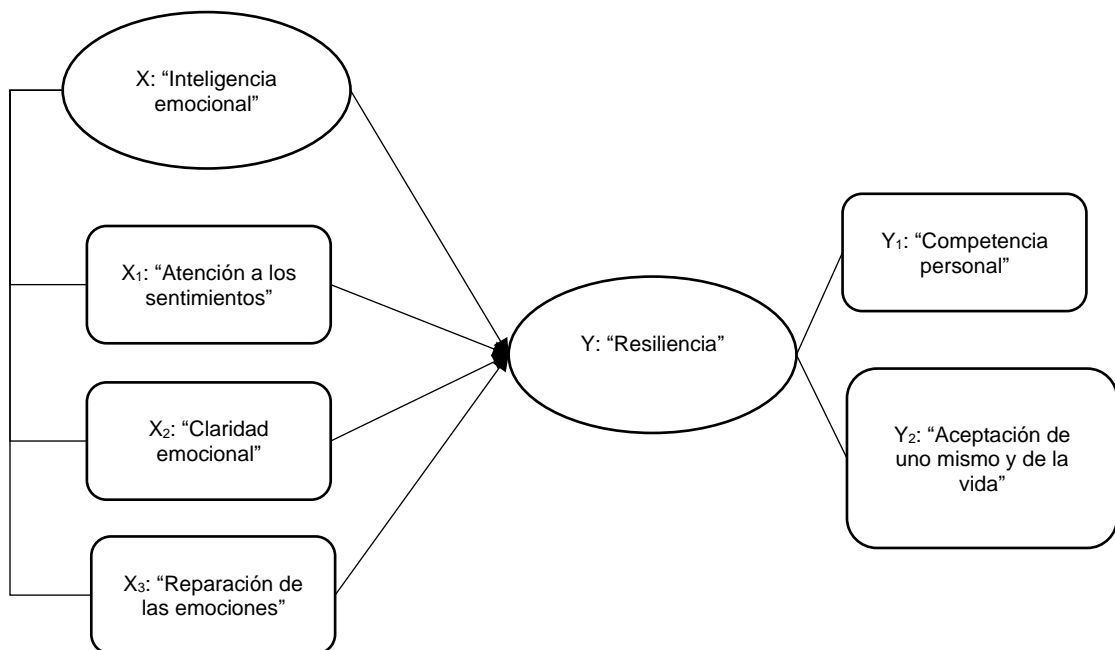 X: “Inteligencia
emocional”
X₁: “Atención a los
sentimientos”
X₂: “Claridad
emocional”
X₃: “Reparación de
las emociones”
Y: “Resiliencia”
Y₁: “Competencia
personal”
Y₂: “Aceptación de
uno mismo y de la
vida”